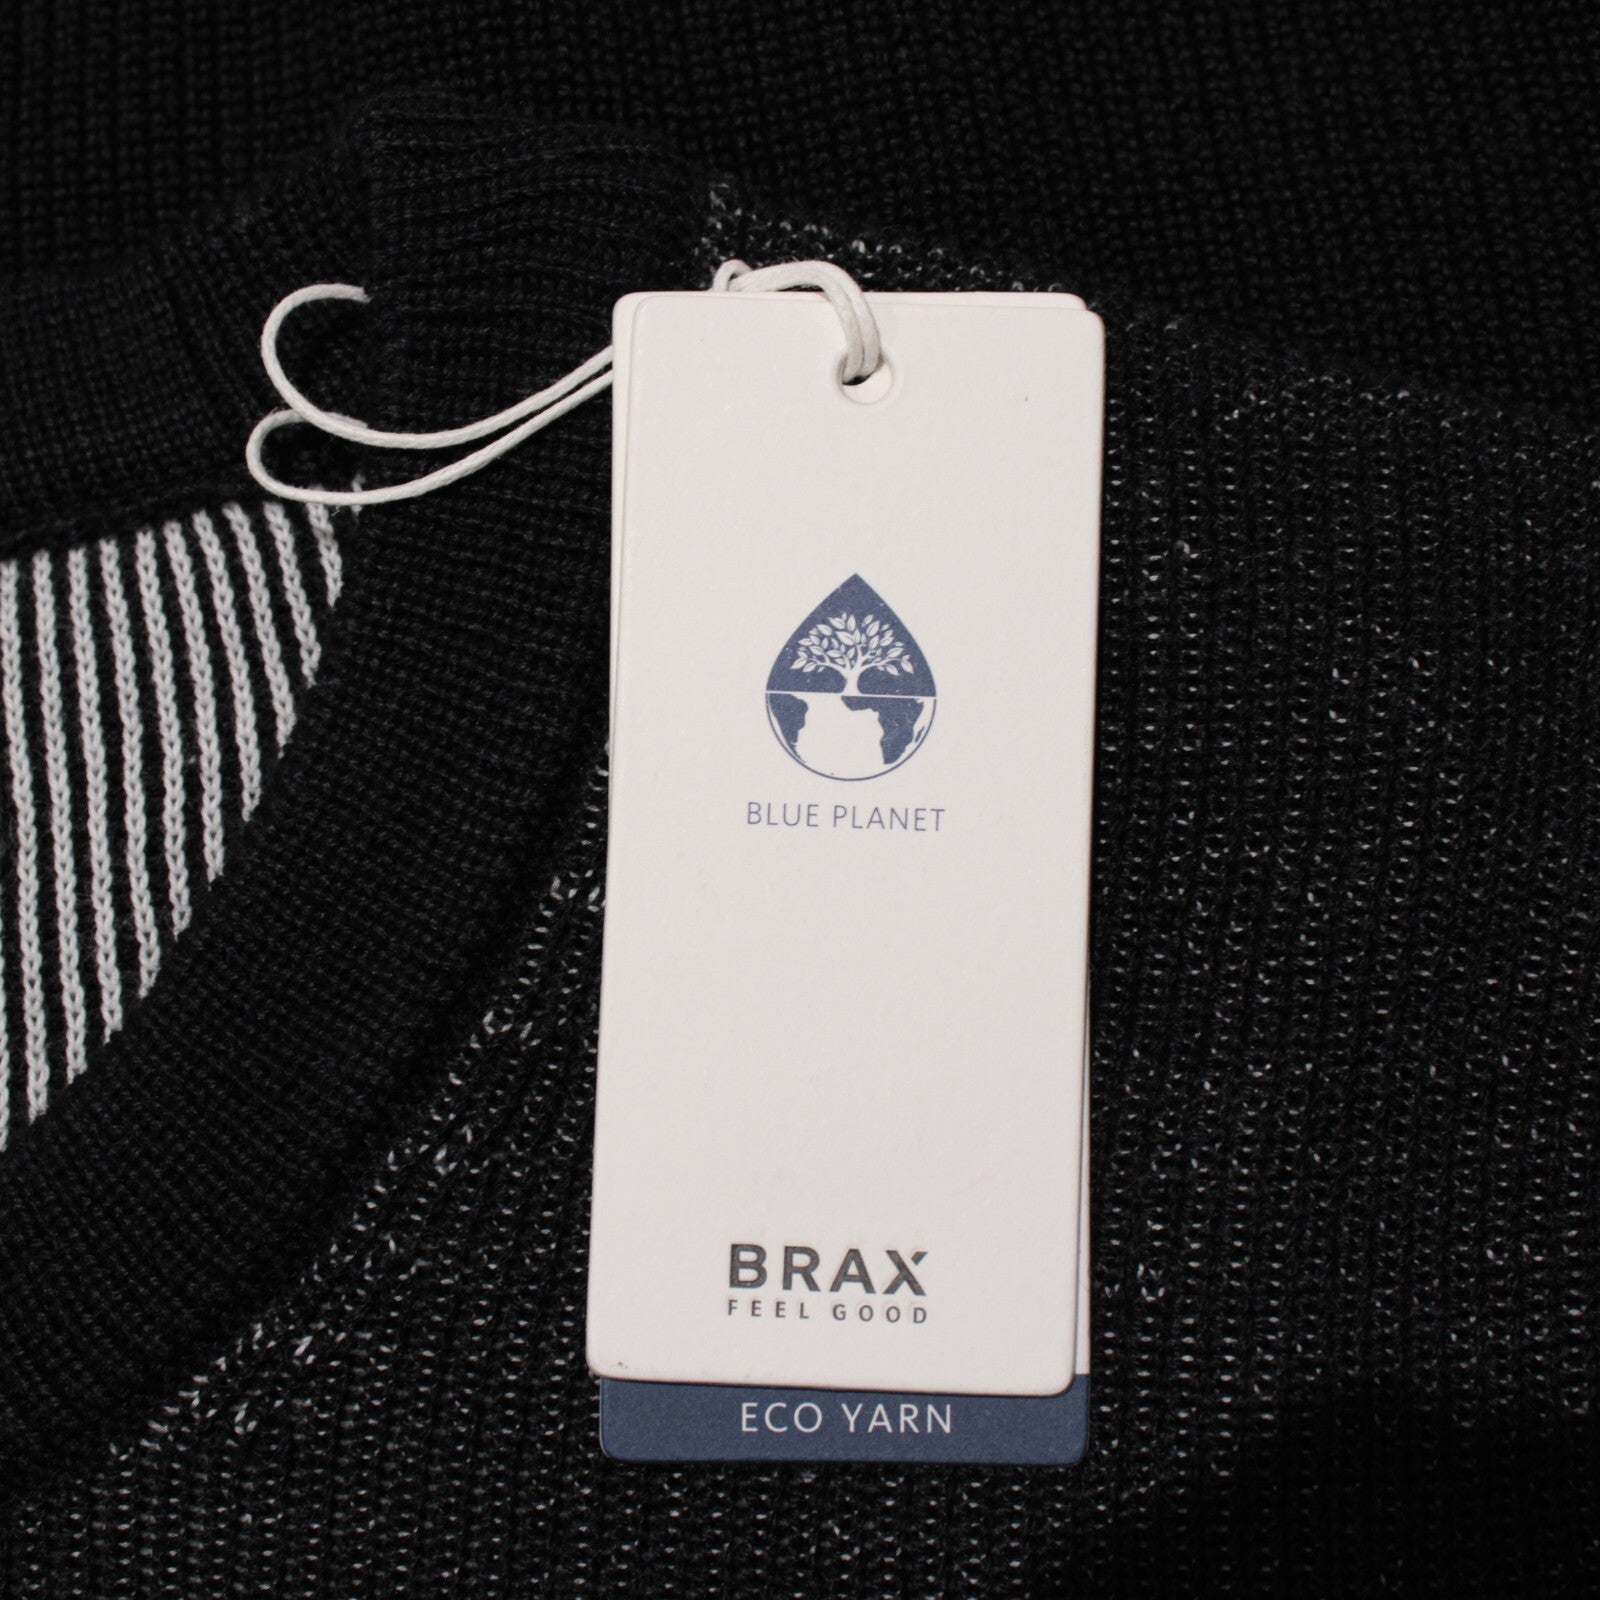 BLUE PLANET
BRAX
FEEL GOOD
ECO YARN